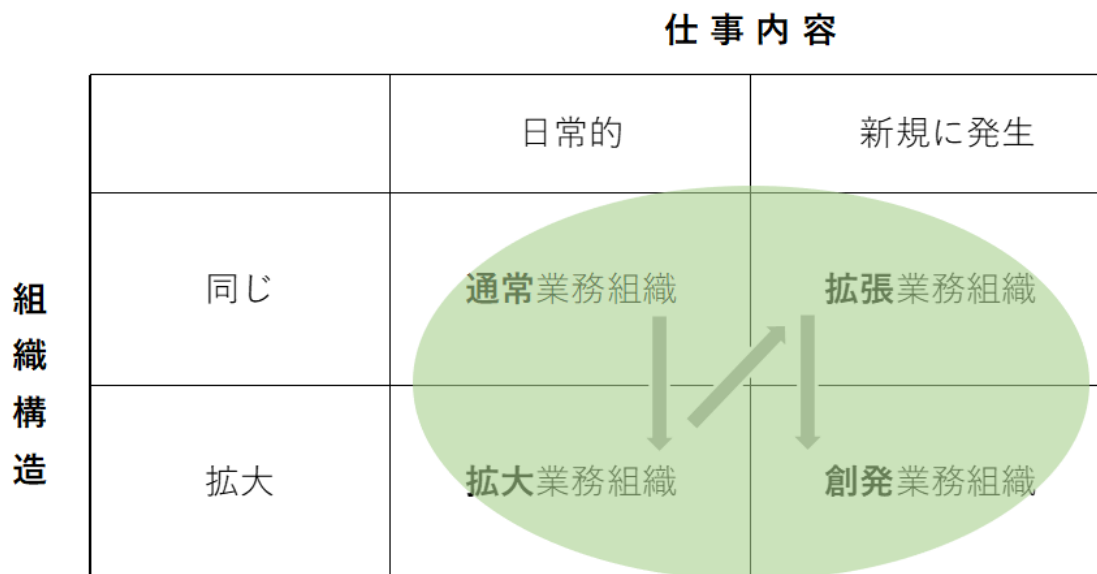 仕事内容
日常的
新規に発生
組織構造
同じ
通常業務組織
拡張業務組織
拡大
拡大業務組織
創発業務組織